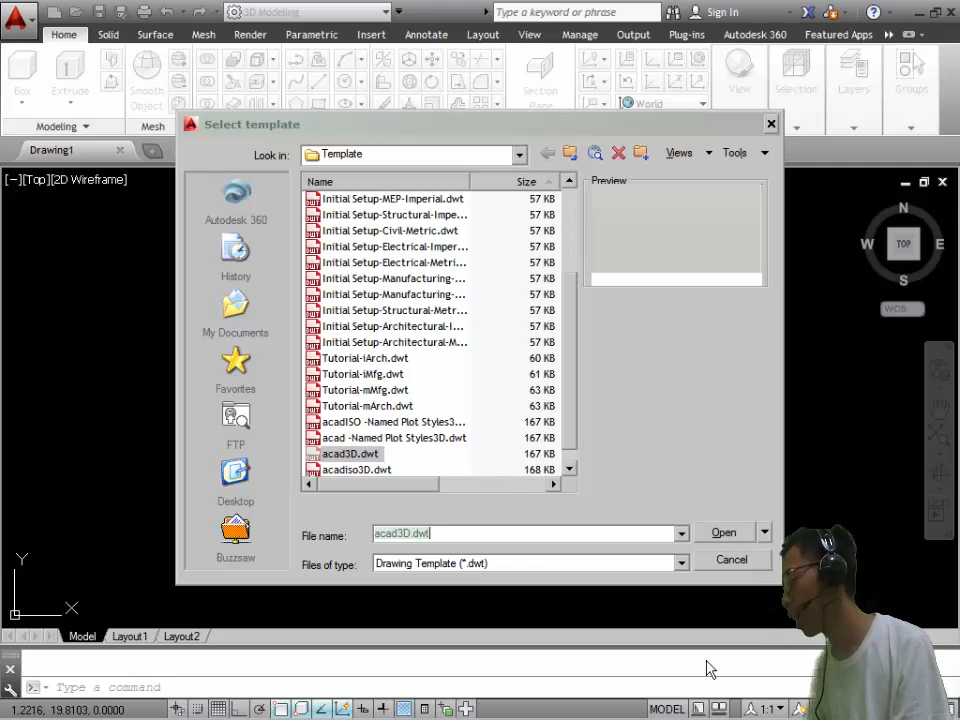 3D Modeling
Type a keyword or phrase
Sign In
Home
Solid
Surface
Mesh
Render
Parametric
Insert
Annotate
Layout
View
Manage
Output
Plug-ins
Autodesk 360
Featured Apps
Box
Extrude
Smooth
Object
Section
Plane
World
View
Selection
Layers
Groups
Modeling
Mesh
Drawing1
[−][Top][2D Wireframe]
Select template
Look in:
Template
Views
Tools
Name
Size
Preview
Initial Setup-MEP-Imperial.dwt 57 KB
Initial Setup-Structural-Impe... 57 KB
Initial Setup-Civil-Metric.dwt 57 KB
Initial Setup-Electrical-Imper... 57 KB
Initial Setup-Electrical-Metri... 57 KB
Initial Setup-Manufacturing-... 57 KB
Initial Setup-Manufacturing-... 57 KB
Initial Setup-Structural-Metr... 57 KB
Initial Setup-Architectural-I... 57 KB
Initial Setup-Architectural-M... 57 KB
Tutorial-iArch.dwt 60 KB
Tutorial-iMfg.dwt 61 KB
Tutorial-mMfg.dwt 63 KB
Tutorial-mArch.dwt 63 KB
acadISO -Named Plot Styles3... 167 KB
acad -Named Plot Styles3D.dwt 167 KB
acad3D.dwt 167 KB
acadiso3D.dwt 168 KB
Autodesk 360
History
My Documents
Favorites
FTP
Desktop
Buzzsaw
File name:
acad3D.dwt
Open
Files of type:
Drawing Template (*.dwt)
Cancel
N
W
TOP
E
S
WCS
Y
X
Model
Layout1
Layout2
Type a command
1.2216, 19.8103, 0.0000
MODEL
1:1